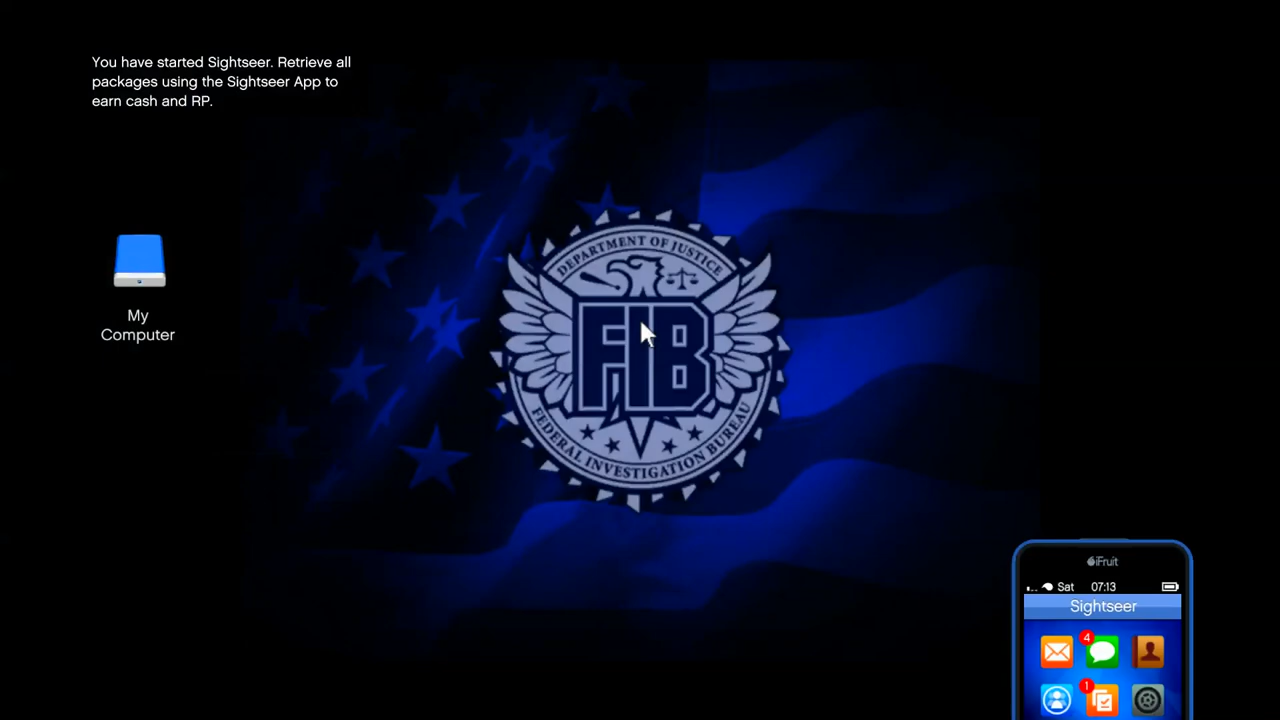 You have started Sightseer. Retrieve all
packages using the Sightseer App to
earn cash and RP.
My
Computer
DEPARTMENT OF JUSTICE
FIB
FEDERAL INVESTIGATION BUREAU
iFruit
Sat 07:13
Sightseer
4
1